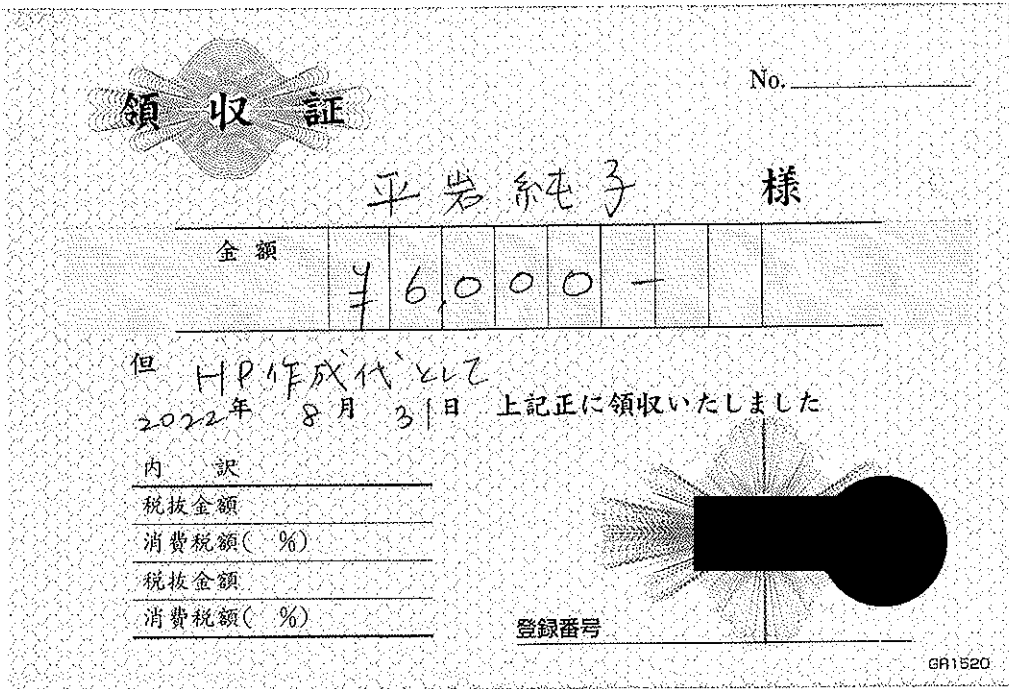 領収証
No.
平岩純子 様
金額 ¥6,000-
但 HP作成代として
2022年 8月 31日 上記正に領収いたしました
内 訳
税抜金額
消費税額( %)
税抜金額
消費税額( %)
登録番号
GR1520